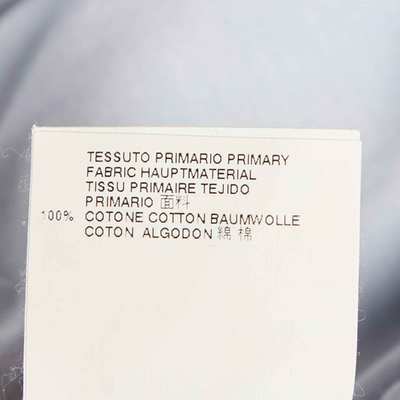 TESSUTO PRIMARIO PRIMARY
FABRIC HAUPTMATERIAL
TISSU PRIMAIRE TEJIDO
PRIMARIO 面料
100% COTONE COTTON BAUMWOLLE
COTON ALGODON 綿 棉